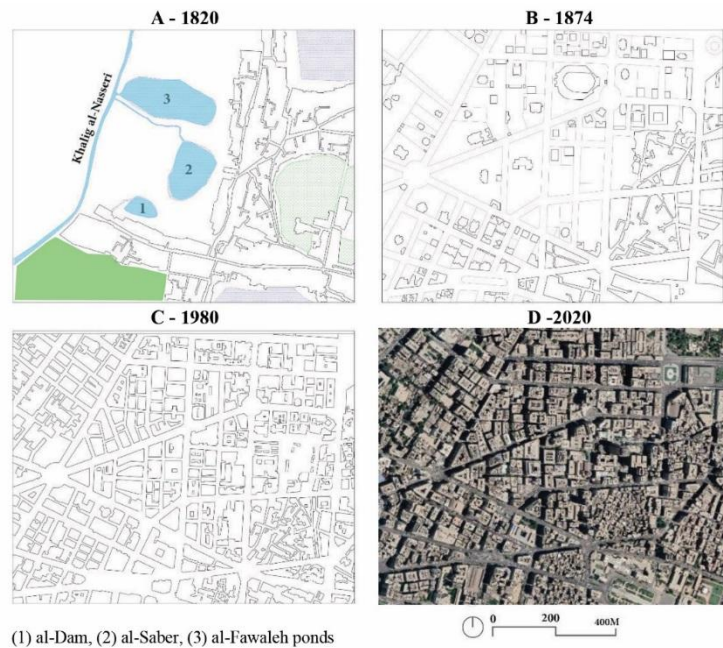 A - 1820
B - 1874
Khalig al-Nasseri
3
2
1
C - 1980
D -2020
(1) al-Dam, (2) al-Saber, (3) al-Fawaleh ponds
0 200 400M